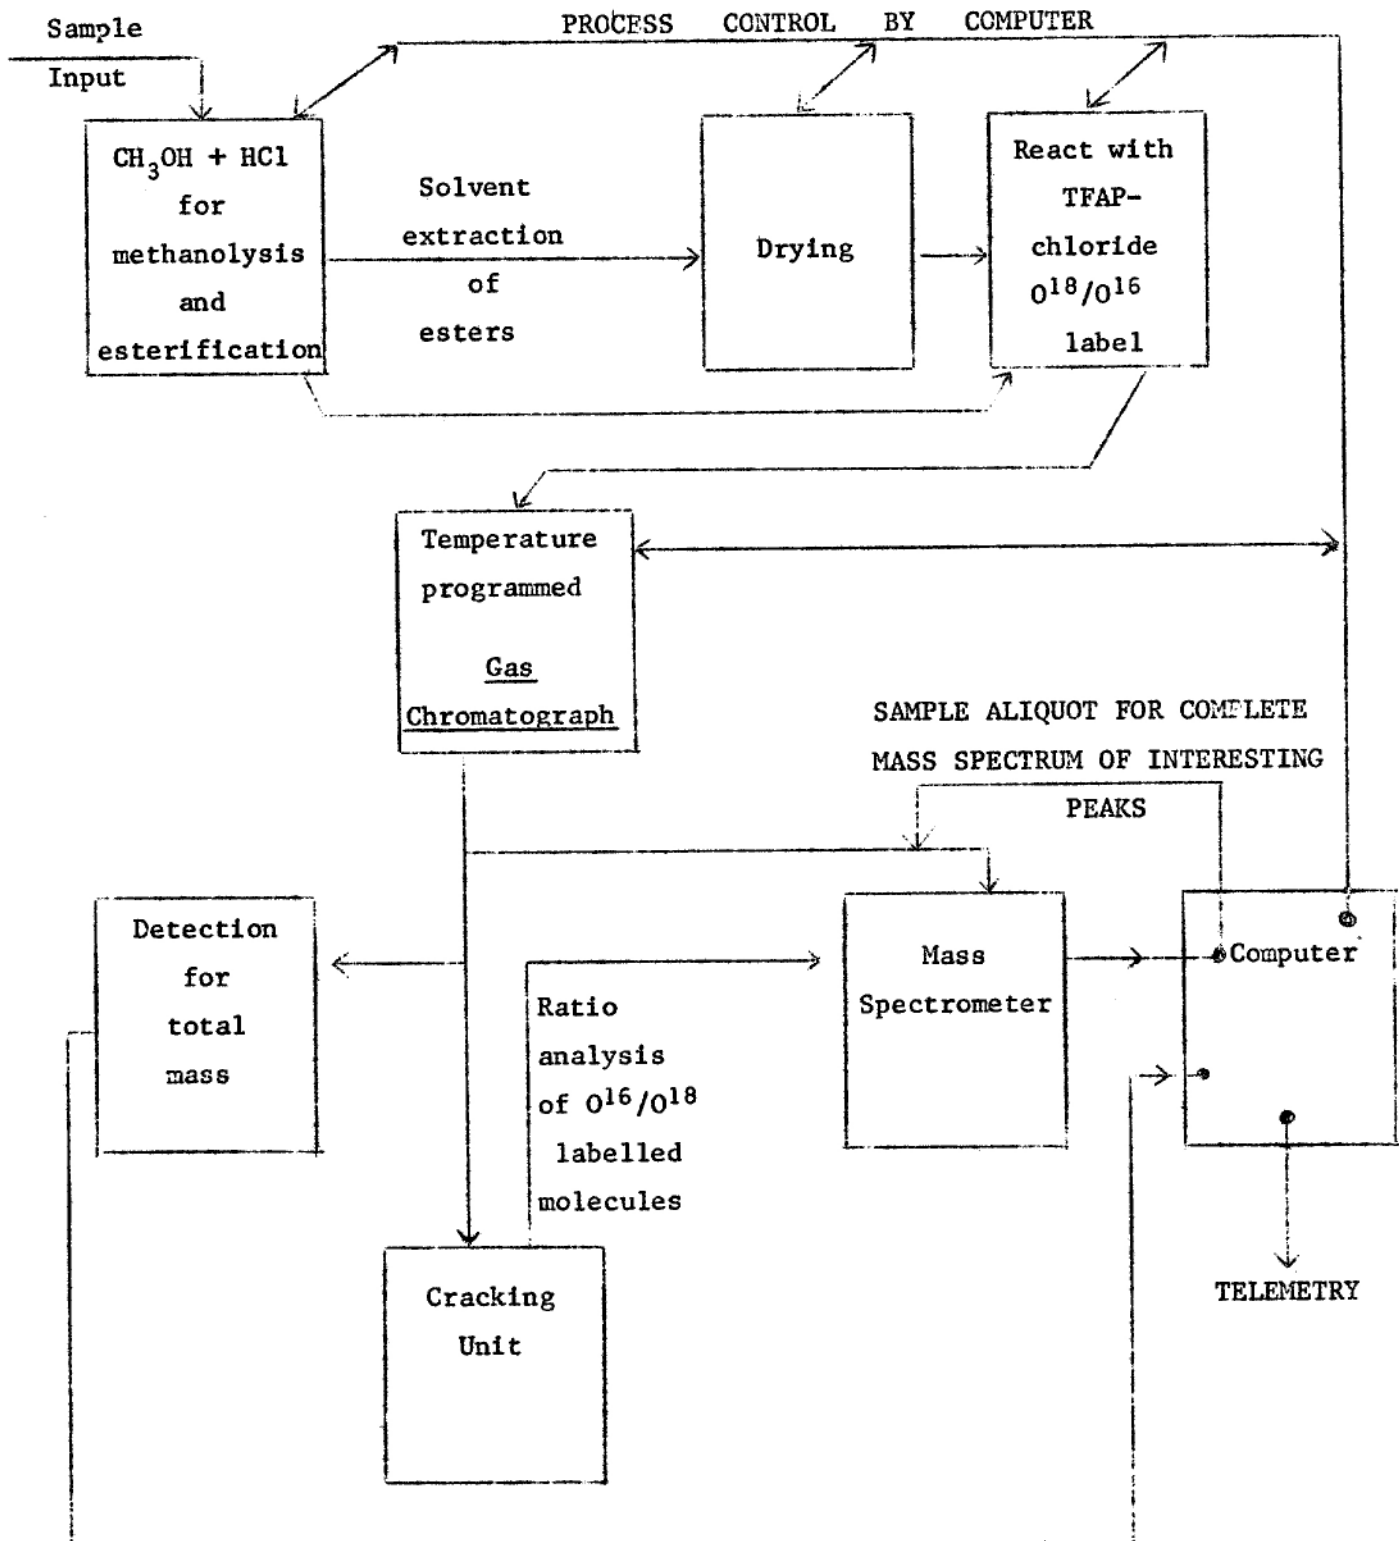 Sample
Input
PROCESS CONTROL BY COMPUTER
CH₃OH + HCl
for
methanolysis
and
esterification
Solvent
extraction
of
esters
Drying
React with
TFAP-
chloride
O¹⁸/O¹⁶
label
Temperature
programmed
Gas
Chromatograph
SAMPLE ALIQUOT FOR COMPLETE
MASS SPECTRUM OF INTERESTING
PEAKS
Detection
for
total
mass
Ratio
analysis
of O¹⁶/O¹⁸
labelled
molecules
Mass
Spectrometer
Computer
Cracking
Unit
TELEMETRY